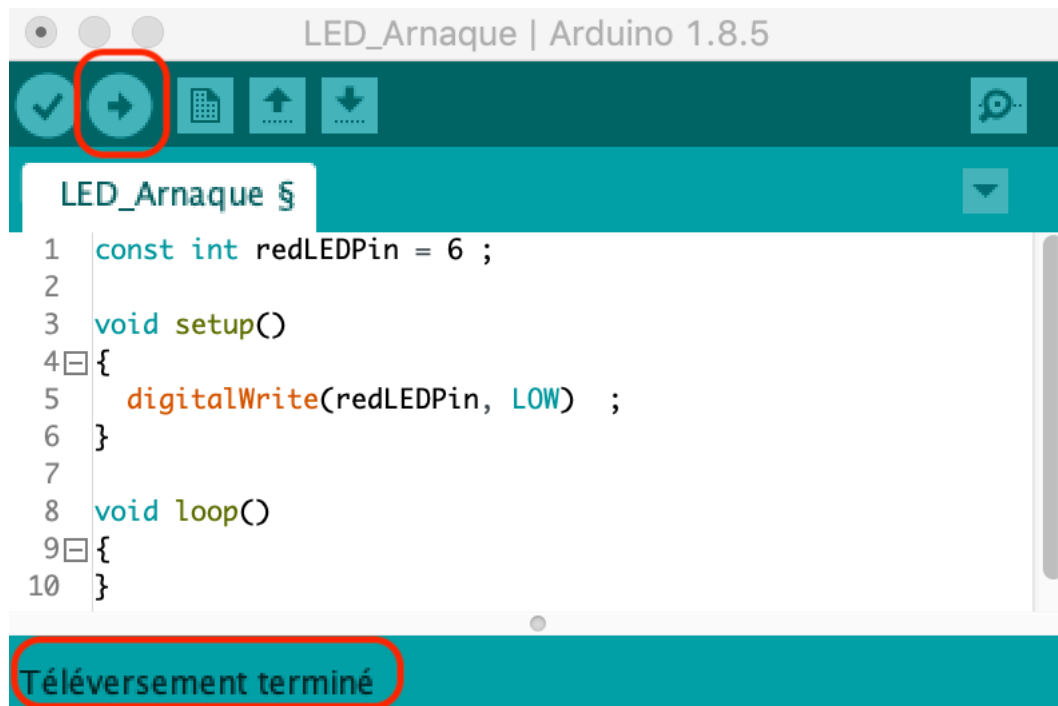 LED_Arnaque | Arduino 1.8.5
LED_Arnaque §
1 const int redLEDPin = 6 ;
2
3 void setup()
4 {
5 digitalWrite(redLEDPin, LOW)  ;
6 }
7
8 void loop()
9 {
10 }
Téléversement terminé